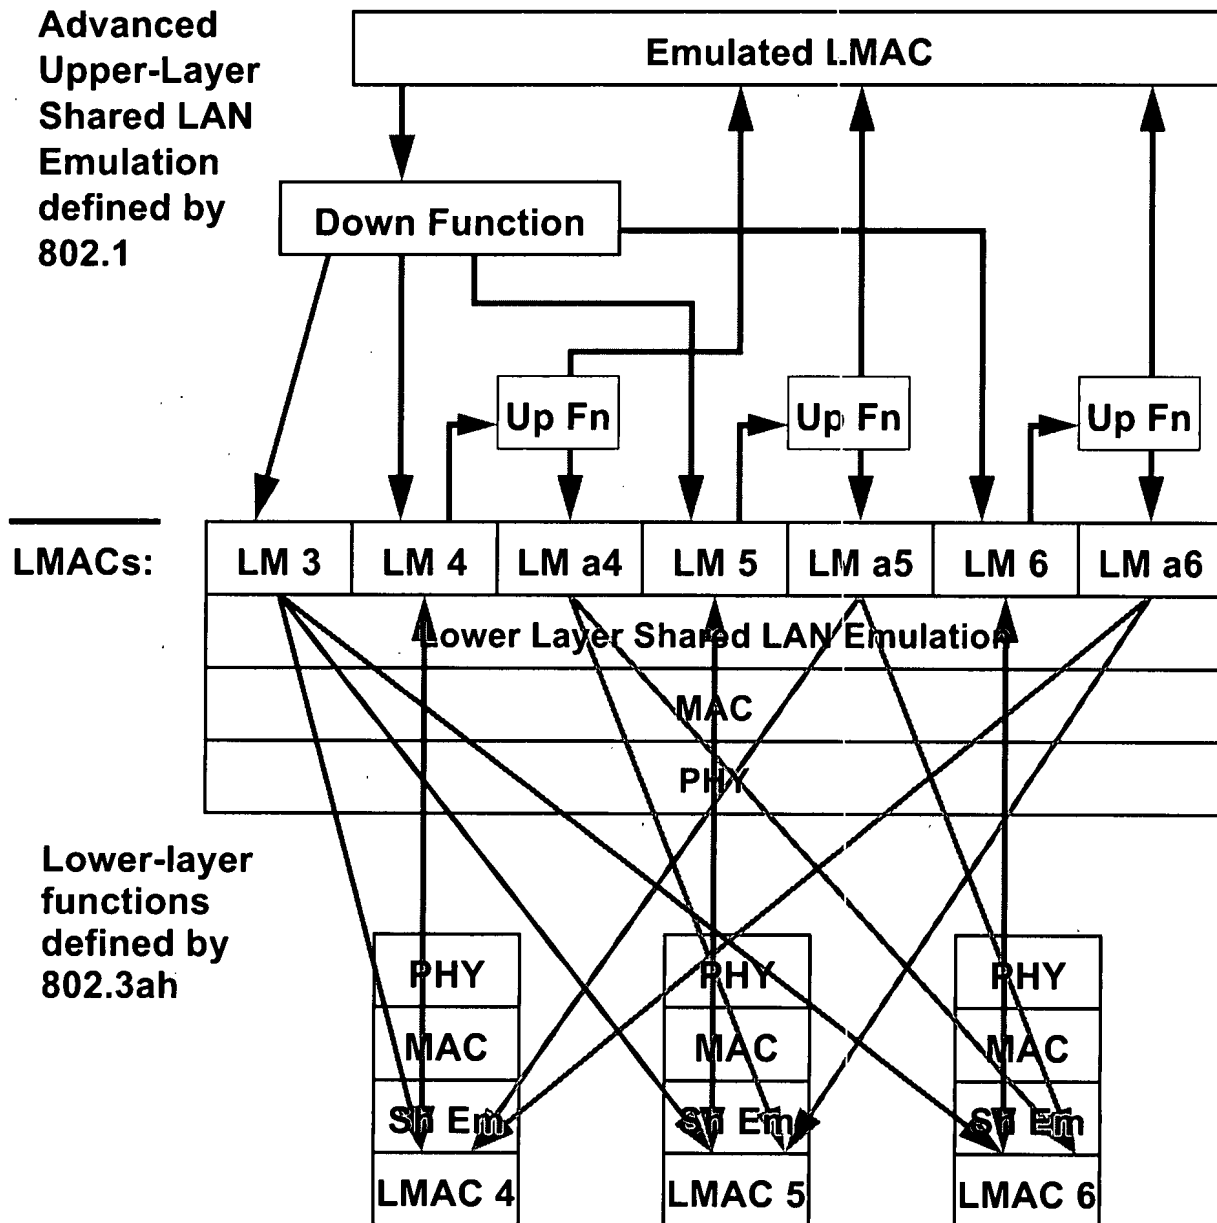 Advanced
Upper-Layer
Shared LAN
Emulation
defined by
802.1
Emulated LMAC
Down Function
Up Fn
Up Fn
Up Fn
LMACs:
LM 3
LM 4
LM a4
LM 5
LM a5
LM 6
LM a6
Lower Layer Shared LAN Emulation
MAC
PHY
Lower-layer
functions
defined by
802.3ah
PHY
PHY
PHY
MAC
MAC
MAC
Sh Em
Sh Em
Sh Em
LMAC 4
LMAC 5
LMAC 6